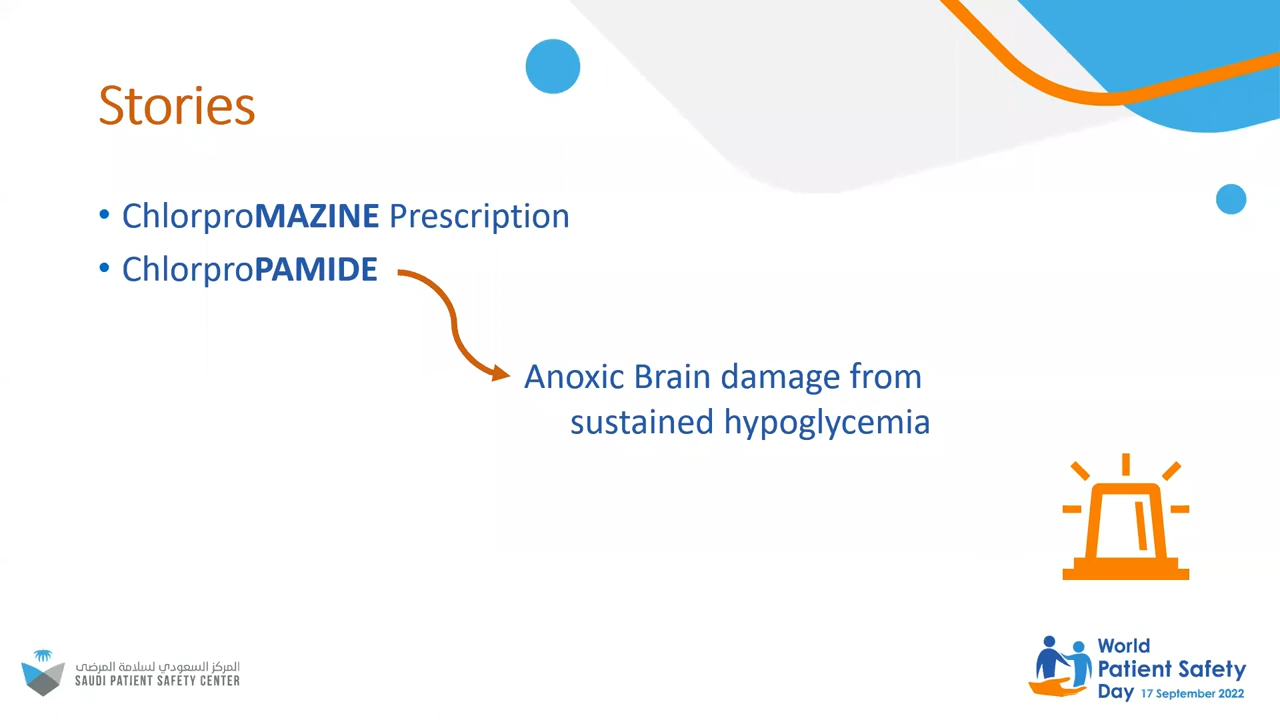 Stories
• ChlorproMAZINE Prescription
• ChlorproPAMIDE
Anoxic Brain damage from
sustained hypoglycemia
المركز السعودي لسلامة المرضى
SAUDI PATIENT SAFETY CENTER
World
Patient Safety
Day 17 September 2022